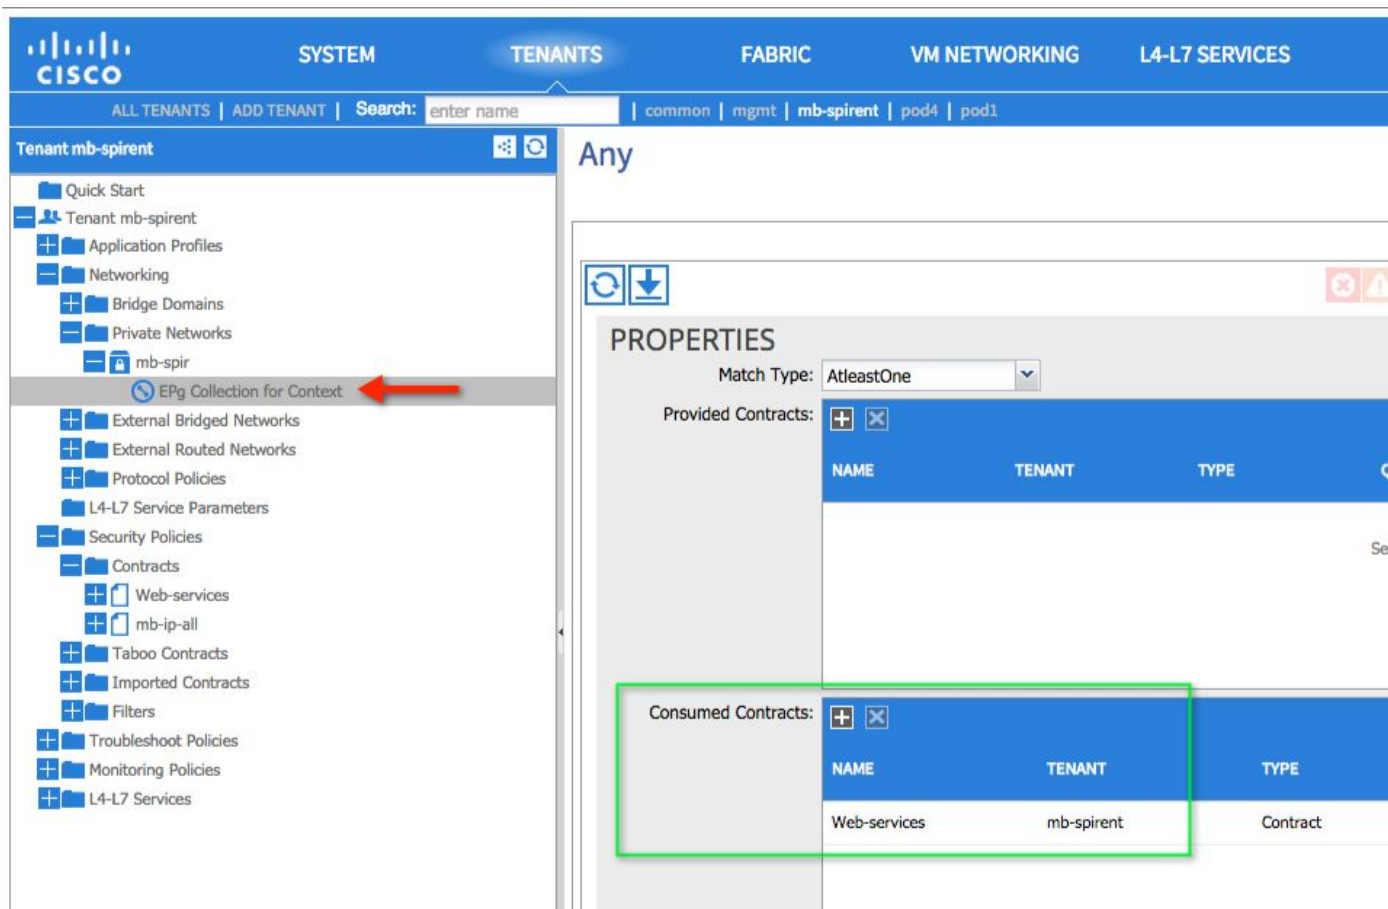 CISCO SYSTEM TENANTS FABRIC VM NETWORKING L4-L7 SERVICES
ALL TENANTS | ADD TENANT | Search: enter name | common | mgmt | mb-spirent | pod4 | pod1
Tenant mb-spirent
Quick Start
Tenant mb-spirent
Application Profiles
Networking
Bridge Domains
Private Networks
mb-spir
EPg Collection for Context
External Bridged Networks
External Routed Networks
Protocol Policies
L4-L7 Service Parameters
Security Policies
Contracts
Web-services
mb-ip-all
Taboo Contracts
Imported Contracts
Filters
Troubleshoot Policies
Monitoring Policies
L4-L7 Services
Any
PROPERTIES
Match Type: AtleastOne
Provided Contracts:
NAME TENANT TYPE
Consumed Contracts:
NAME TENANT TYPE
Web-services mb-spirent Contract